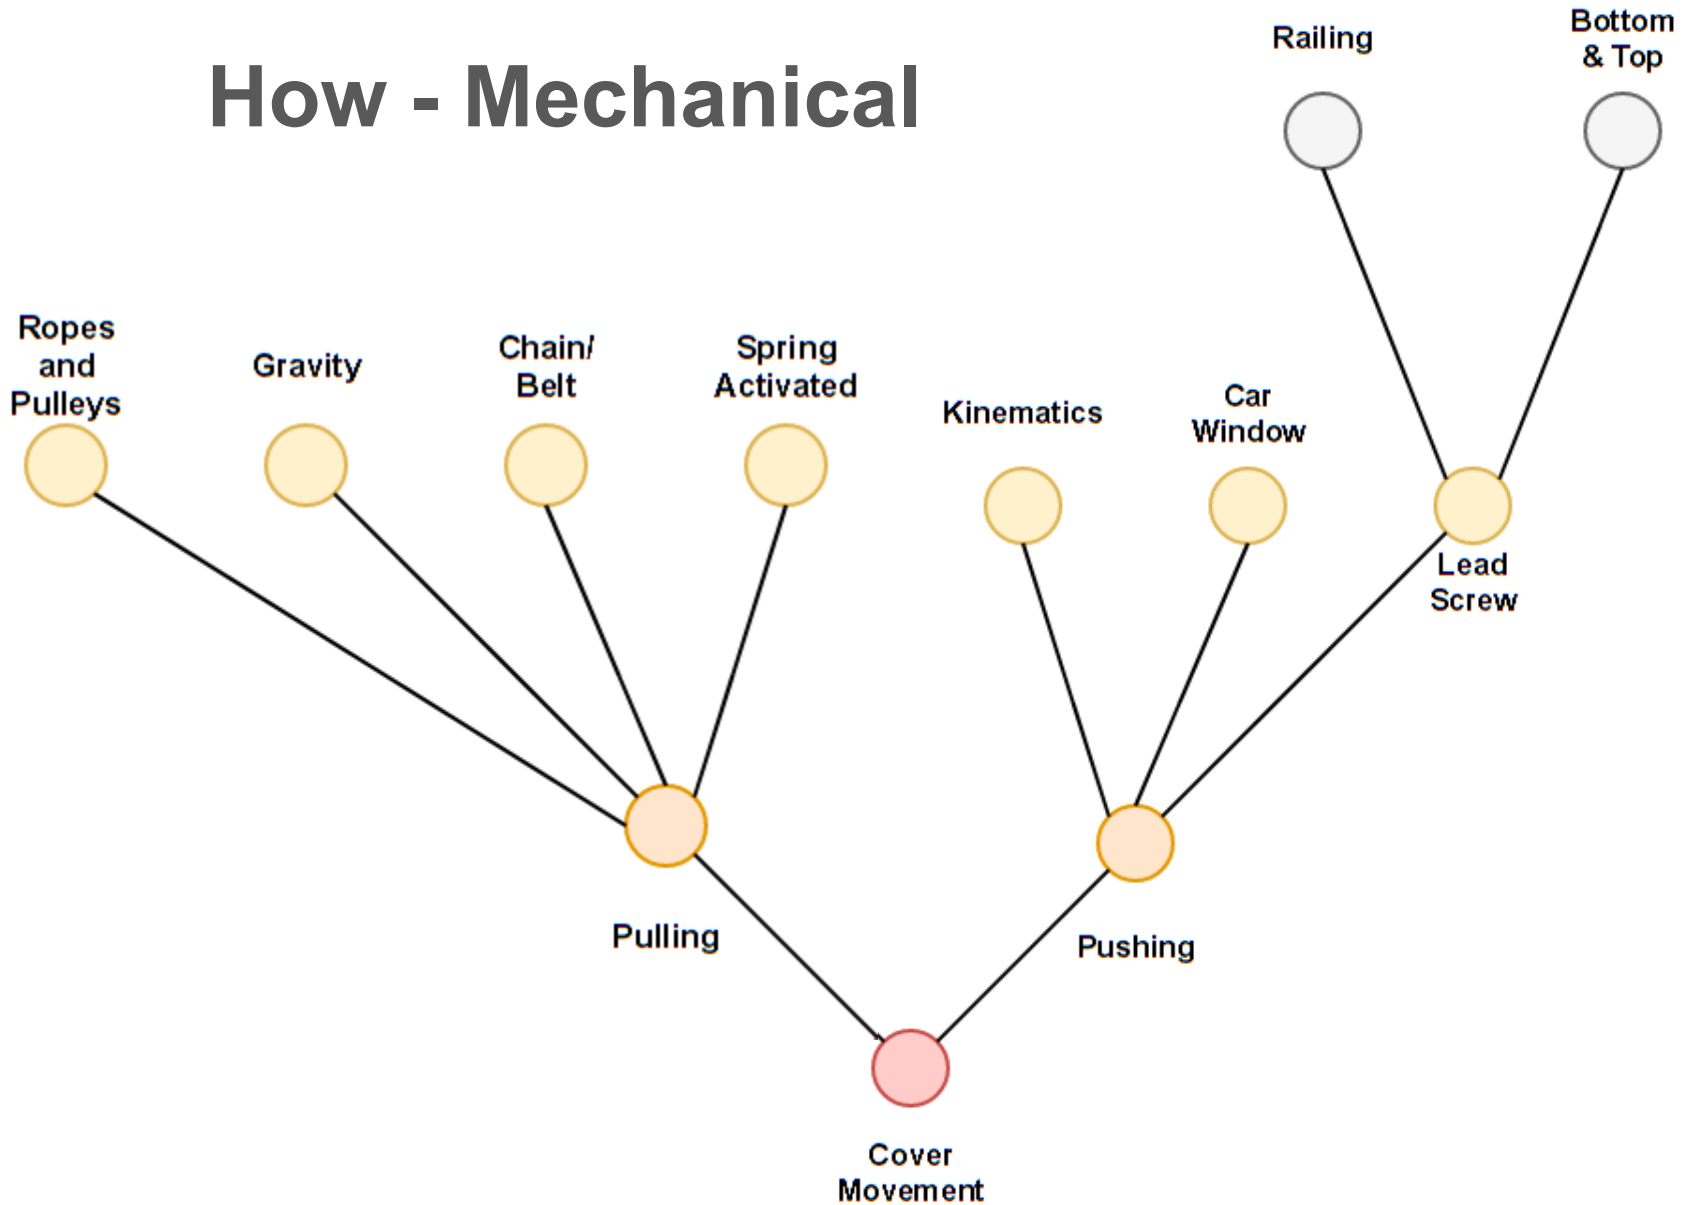 How - Mechanical
Railing
Bottom
& Top
Ropes
and
Pulleys
Gravity
Chain/
Belt
Spring
Activated
Kinematics
Car
Window
Lead
Screw
Pulling
Pushing
Cover
Movement